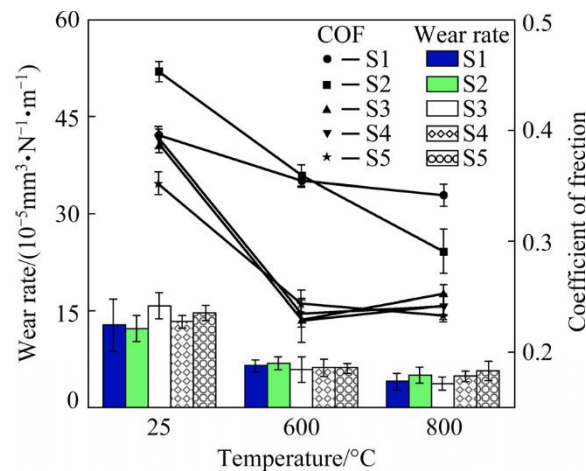 60
45
30
15
0
Wear rate/(10⁻⁵mm³•N⁻¹•m⁻¹)
COF
S1
S2
S3
S4
S5
Wear rate
S1
S2
S3
S4
S5
0.5
0.4
0.3
0.2
Coefficient of frection
25
600
800
Temperature/°C